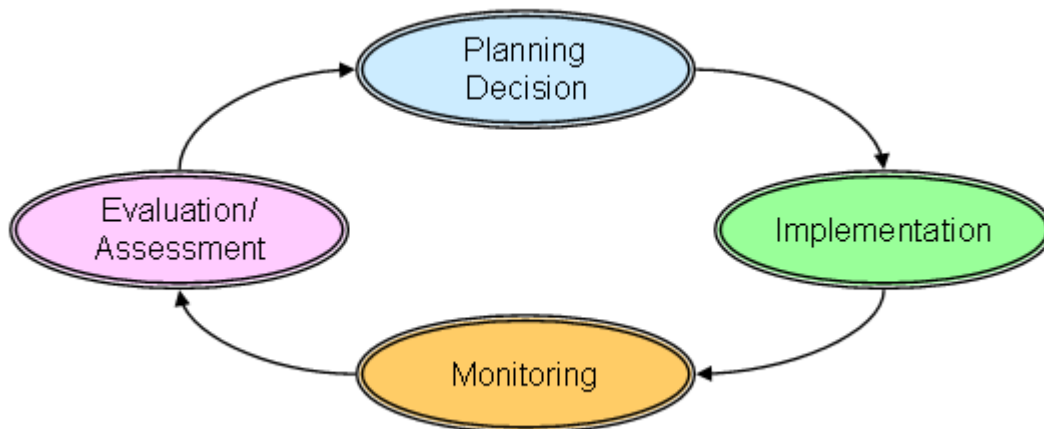 Planning
Decision
Implementation
Monitoring
Evaluation/
Assessment